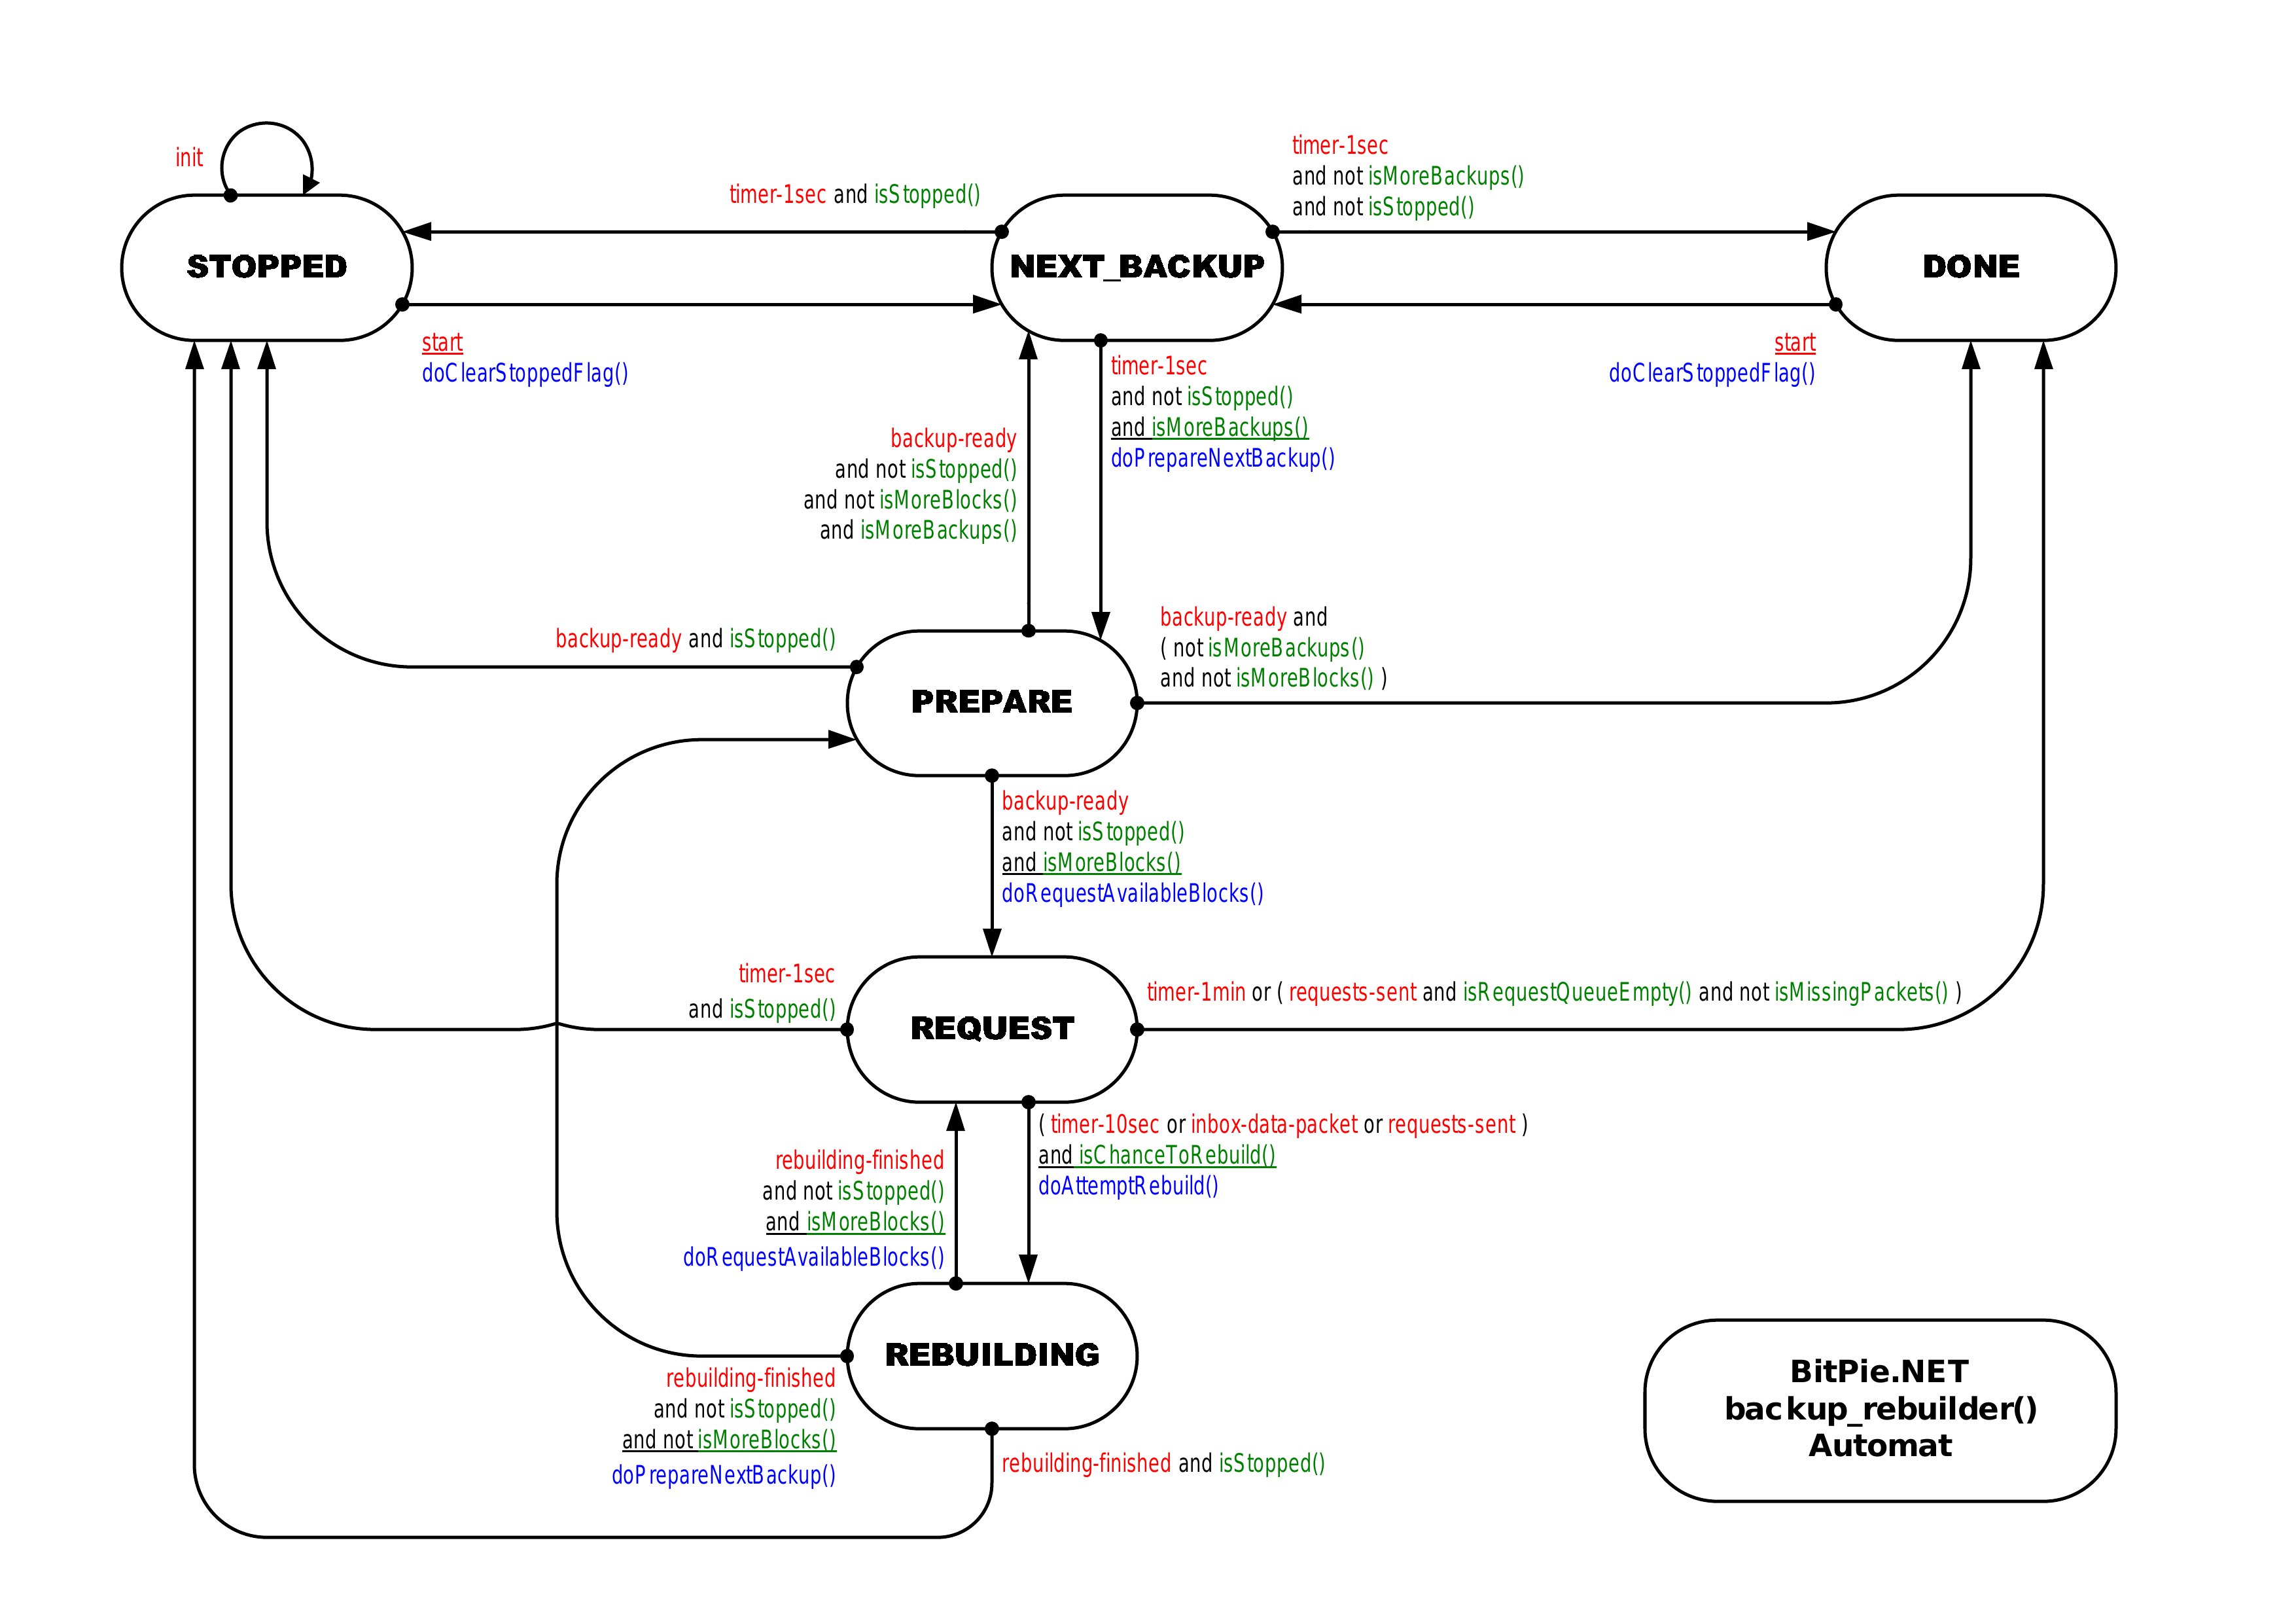 init
timer-1sec and isStopped()
timer-1sec
and not isMoreBackups()
and not isStopped()
STOPPED
NEXT_BACKUP
DONE
start
doClearStoppedFlag()
timer-1sec
and not isStopped()
and isMoreBackups()
doPrepareNextBackup()
start
doClearStoppedFlag()
backup-ready
and not isStopped()
and not isMoreBlocks()
and isMoreBackups()
backup-ready and isStopped()
backup-ready and
( not isMoreBackups()
and not isMoreBlocks() )
PREPARE
backup-ready
and not isStopped()
and isMoreBlocks()
doRequestAvailableBlocks()
timer-1sec
and isStopped()
timer-1min or ( requests-sent and isRequestQueueEmpty() and not isMissingPackets() )
REQUEST
( timer-10sec or inbox-data-packet or requests-sent )
and isChanceToRebuild()
doAttemptRebuild()
rebuilding-finished
and not isStopped()
and isMoreBlocks()
doRequestAvailableBlocks()
REBUILDING
rebuilding-finished
and not isStopped()
and not isMoreBlocks()
doPrepareNextBackup()
rebuilding-finished and isStopped()
BitPie.NET
backup_rebuilder()
Automat